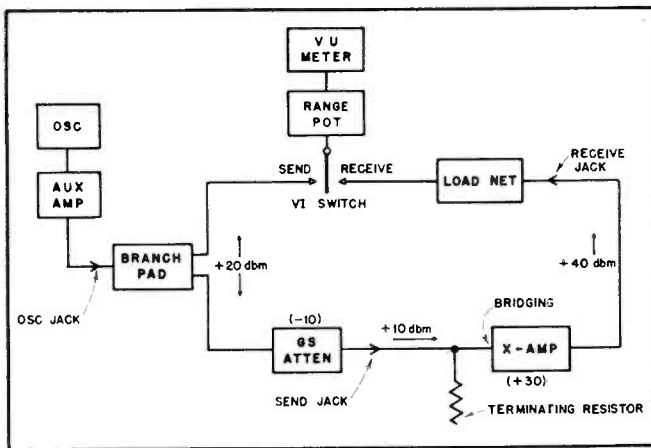 V U
METER
OSC
RANGE
POT
RECEIVE
JACK
AUX
AMP
SEND
RECEIVE
LOAD NET
VI SWITCH
BRANCH
PAD
+20 dbm
+40 dbm
OSC JACK
(-10)
+10 dbm
BRIDGING
GS
ATTEN
X-AMP
(+30)
SEND JACK
TERMINATING RESISTOR